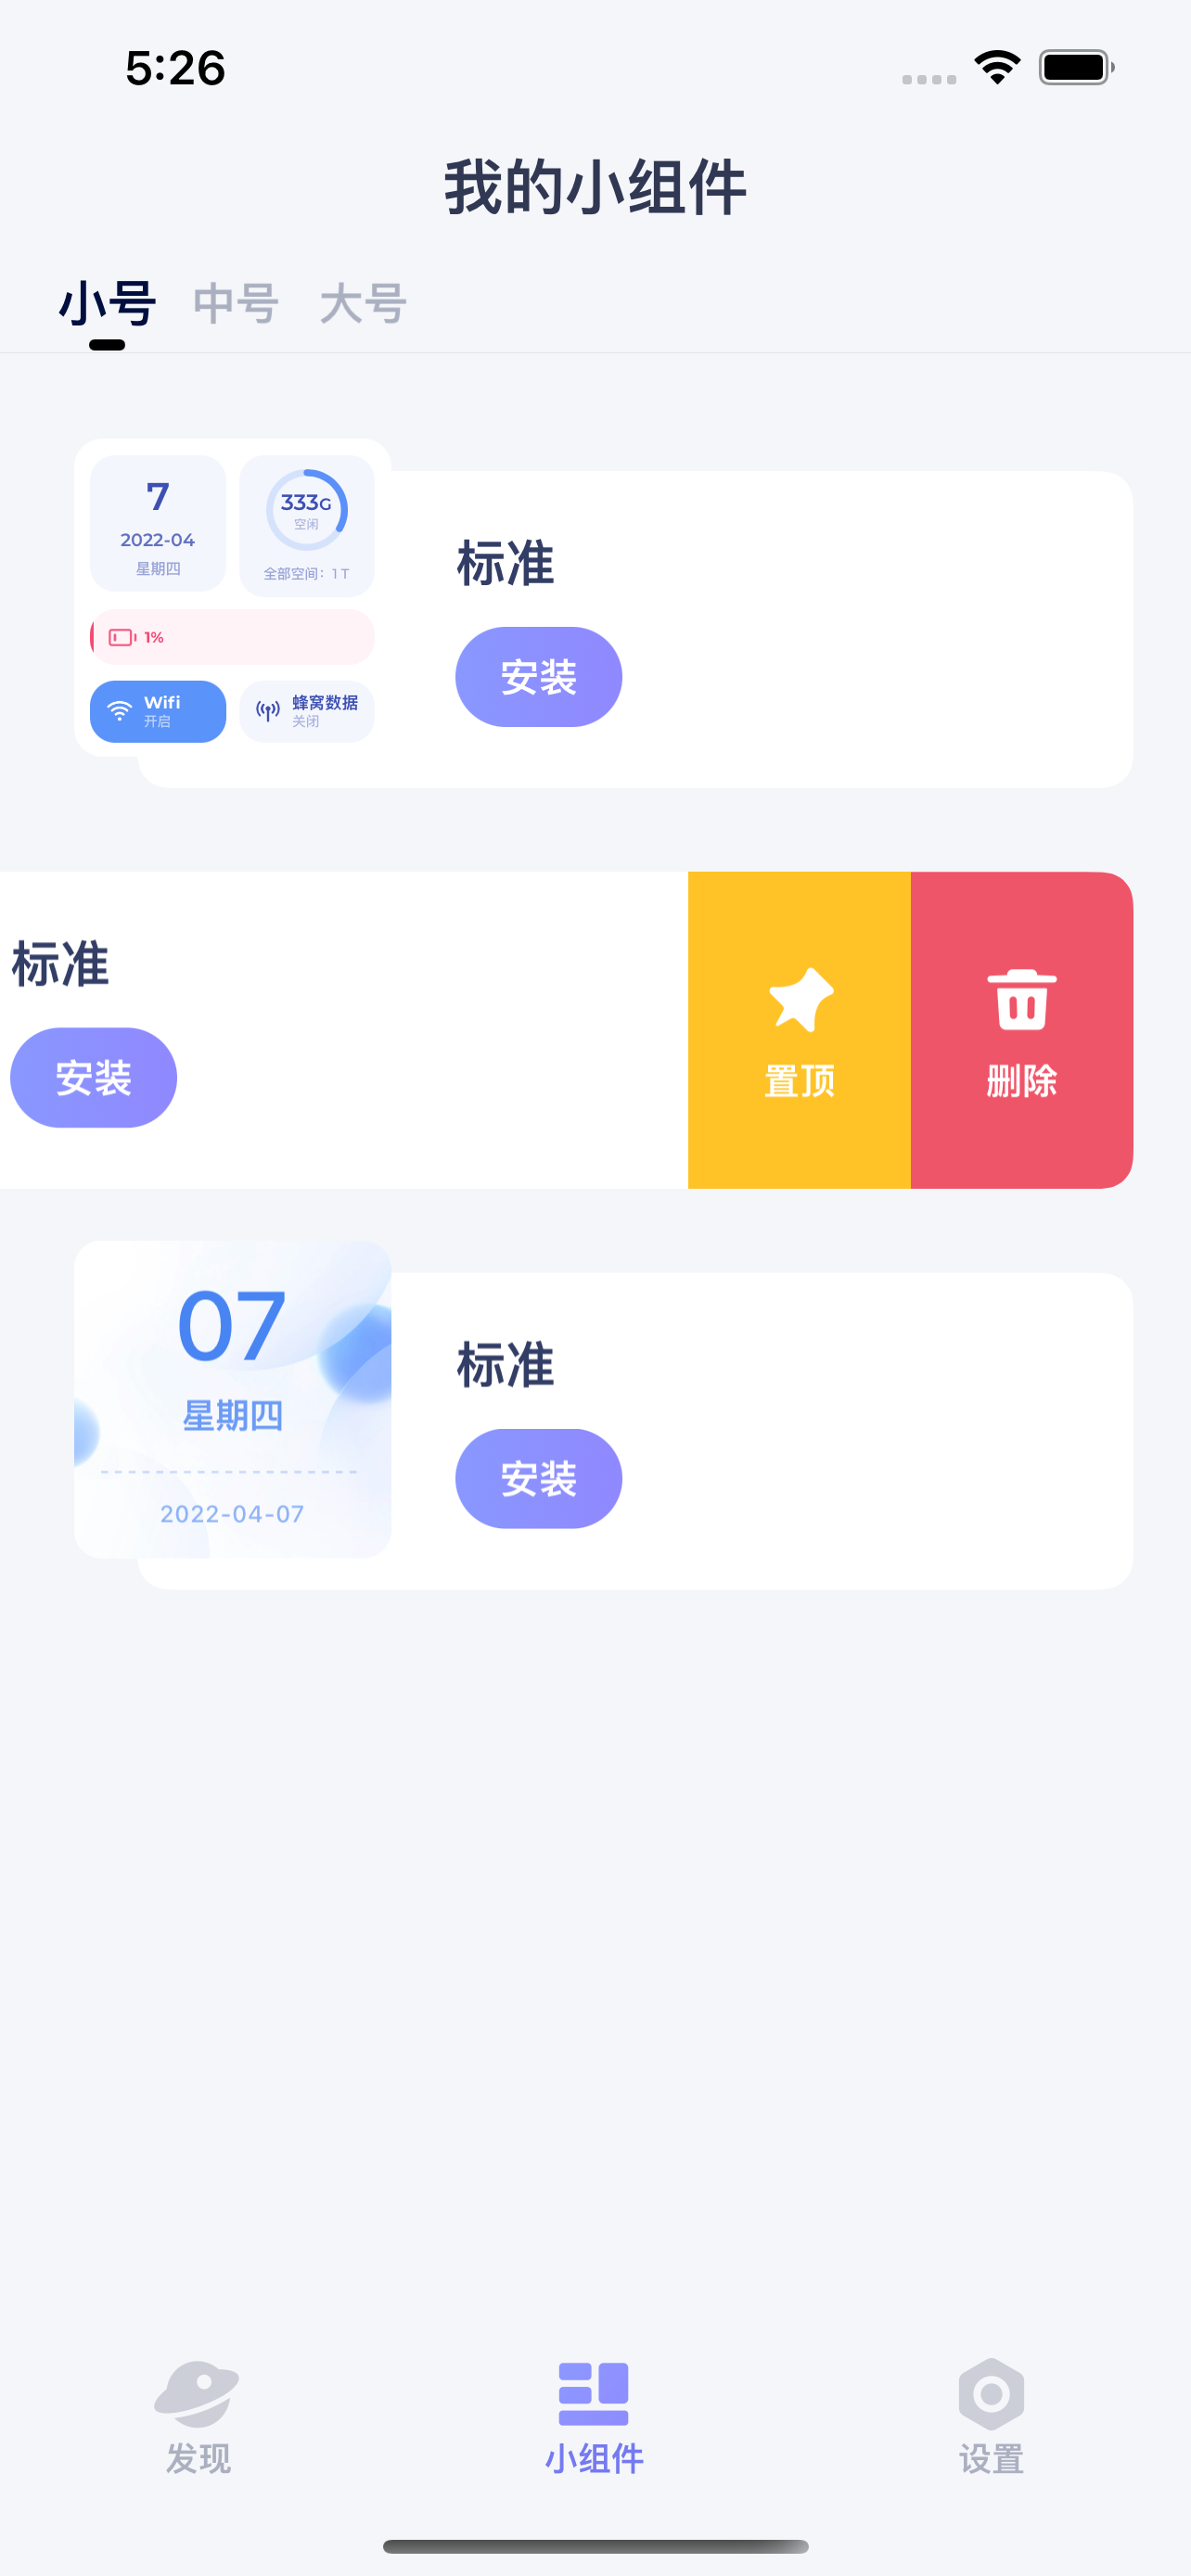 5:26
我的小组件
小号 中号 大号
7
2022-04
星期四
333G
空闲
全部空间：1T
1%
Wifi
开启
蜂窝数据
关闭
标准
安装
标准
安装
置顶
删除
07
星期四
2022-04-07
标准
安装
发现 小组件 设置